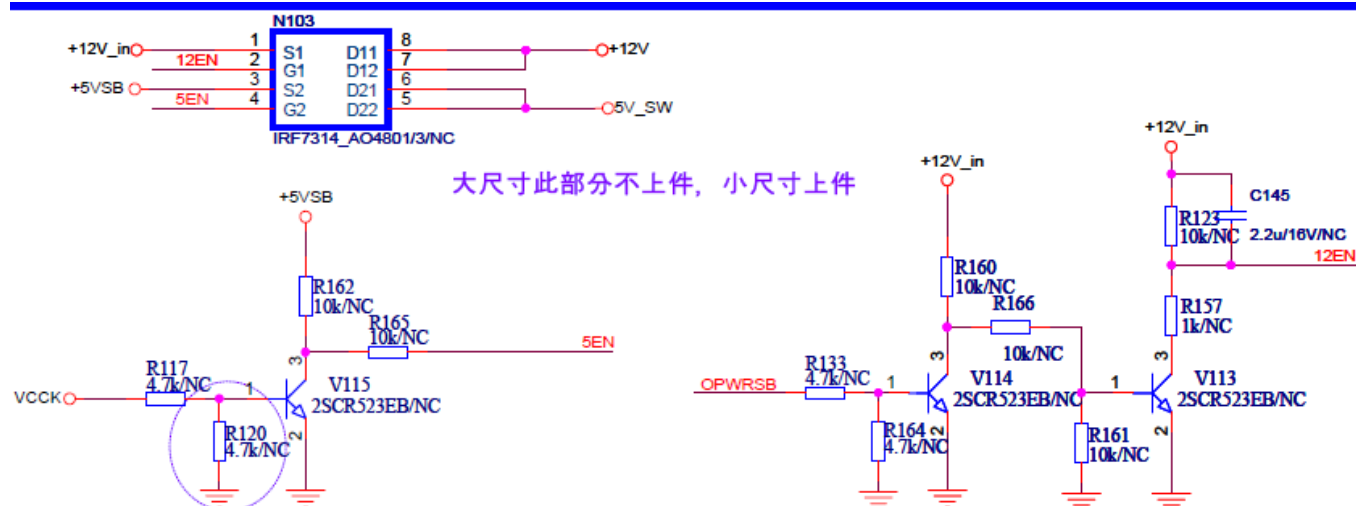 N103
+12V_in
1
S1
D11
8
+12V
12EN
2
G1
D12
7
+5VSB
3
S2
D21
6
5EN
4
G2
D22
5
5V_SW
IRF7314_AO4801/3/NC
大尺寸此部分不上件, 小尺寸上件
+5VSB
R162
10k/NC
R165
10k/NC
5EN
R117
4.7k/NC
VCCK
1
3
V115
2SCR523EB/NC
2
R120
4.7k/NC
+12V_in
R160
10k/NC
R166
10k/NC
OPWRSB
R133
4.7k/NC
1
3
V114
2SCR523EB/NC
2
R164
4.7k/NC
+12V_in
C145
2.2u/16V/NC
R123
10k/NC
12EN
R157
1k/NC
3
1
V113
2SCR523EB/NC
2
R161
10k/NC